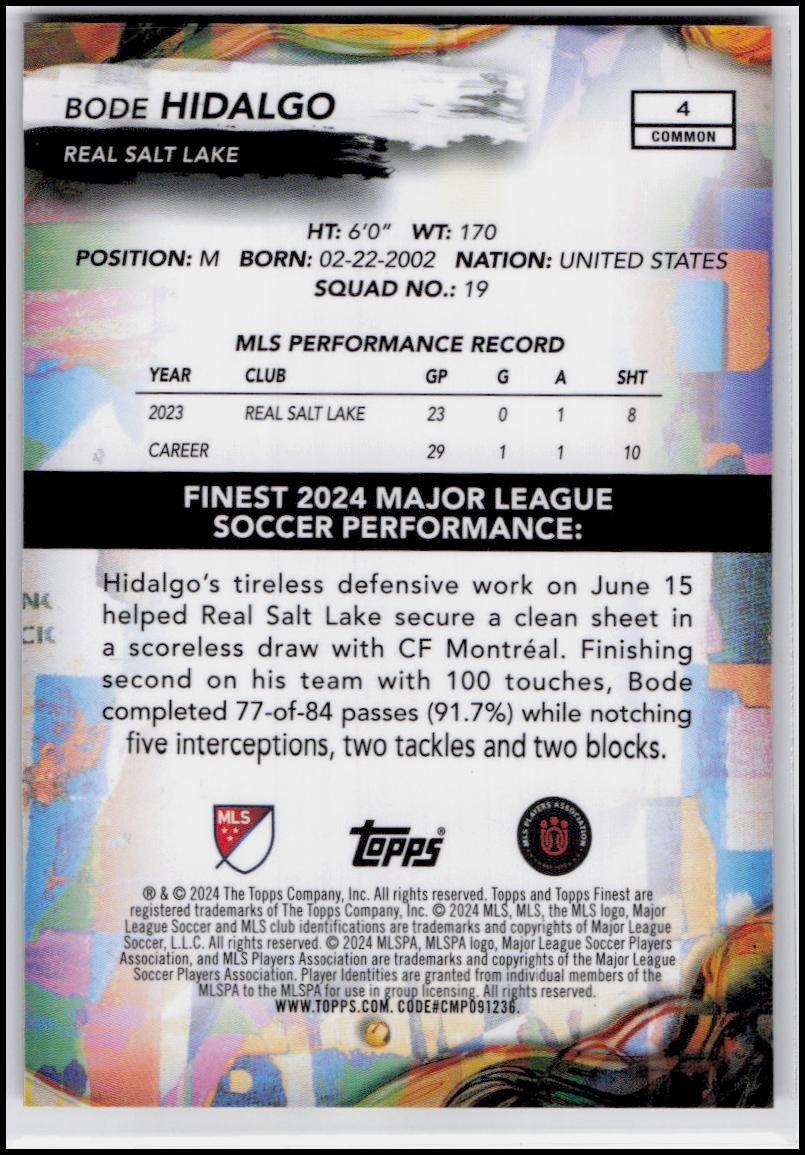 BODE HIDALGO
REAL SALT LAKE
4
COMMON
HT: 6'0" WT: 170
POSITION: M BORN: 02-22-2002 NATION: UNITED STATES
SQUAD NO.: 19
MLS PERFORMANCE RECORD
YEAR CLUB GP G A SHT
2023 REAL SALT LAKE 23 0 1 8
CAREER 29 1 1 10
FINEST 2024 MAJOR LEAGUE
SOCCER PERFORMANCE:
Hidalgo's tireless defensive work on June 15
helped Real Salt Lake secure a clean sheet in
a scoreless draw with CF Montréal. Finishing
second on his team with 100 touches, Bode
completed 77-of-84 passes (91.7%) while notching
five interceptions, two tackles and two blocks.
MLS
topps®
MLS PLAYERS ASSOCIATION
® & © 2024 The Topps Company, Inc. All rights reserved. Topps and Topps Finest are
registered trademarks of The Topps Company, Inc. © 2024 MLS, MLS, the MLS logo, Major
League Soccer and MLS club identifications are trademarks and copyrights of Major League
Soccer, L.L.C. All rights reserved. © 2024 MLSPA, MLSPA logo, Major League Soccer Players
Association, and MLS Players Association are trademarks and copyrights of the Major League
Soccer Players Association. Player Identities are granted from individual members of the
MLSPA to the MLSPA for use in group licensing. All rights reserved.
WWW.TOPPS.COM. CODE#CMP091236.